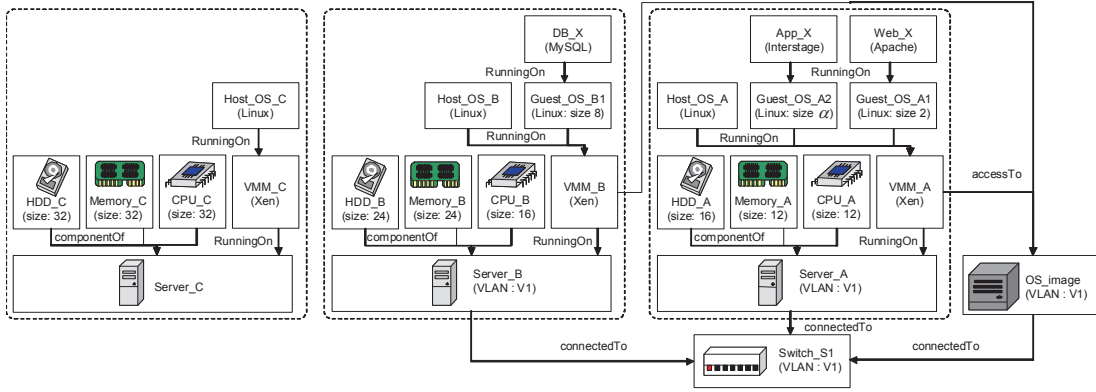 DB_X
(MySQL)
App_X
(Interstage)
Web_X
(Apache)
RunningOn
RunningOn
Host_OS_C
(Linux)
Host_OS_B
(Linux)
Guest_OS_B1
(Linux: size 8)
Host_OS_A
(Linux)
Guest_OS_A2
(Linux: size α)
Guest_OS_A1
(Linux: size 2)
RunningOn
RunningOn
RunningOn
HDD_C
(size: 32)
Memory_C
(size: 32)
CPU_C
(size: 32)
VMM_C
(Xen)
HDD_B
(size: 24)
Memory_B
(size: 24)
CPU_B
(size: 16)
VMM_B
(Xen)
HDD_A
(size: 16)
Memory_A
(size: 12)
CPU_A
(size: 12)
VMM_A
(Xen)
accessTo
componentOf
RunningOn
componentOf
RunningOn
componentOf
RunningOn
Server_C
Server_B
(VLAN : V1)
Server_A
(VLAN : V1)
OS_image
(VLAN : V1)
connectedTo
connectedTo
connectedTo
Switch_S1
(VLAN : V1)